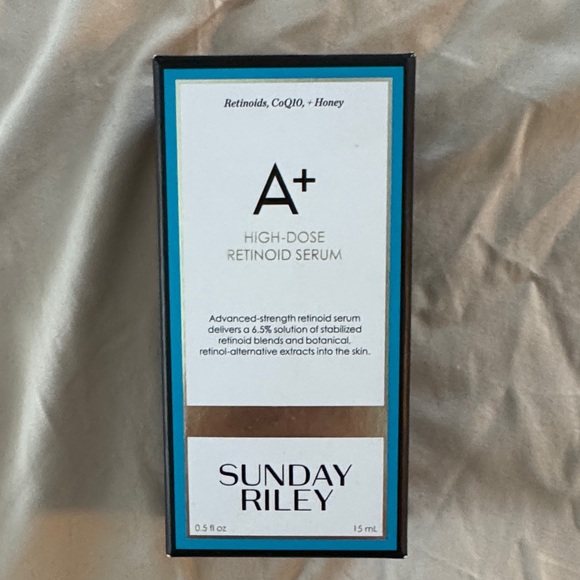 Retinoids, CoQ10, + Honey
A+
HIGH-DOSE
RETINOID SERUM
Advanced-strength retinoid serum
delivers a 6.5% solution of stabilized
retinoid blends and botanical,
retinol-alternative extracts into the skin.
SUNDAY
RILEY
0.5 fl oz 15 mL